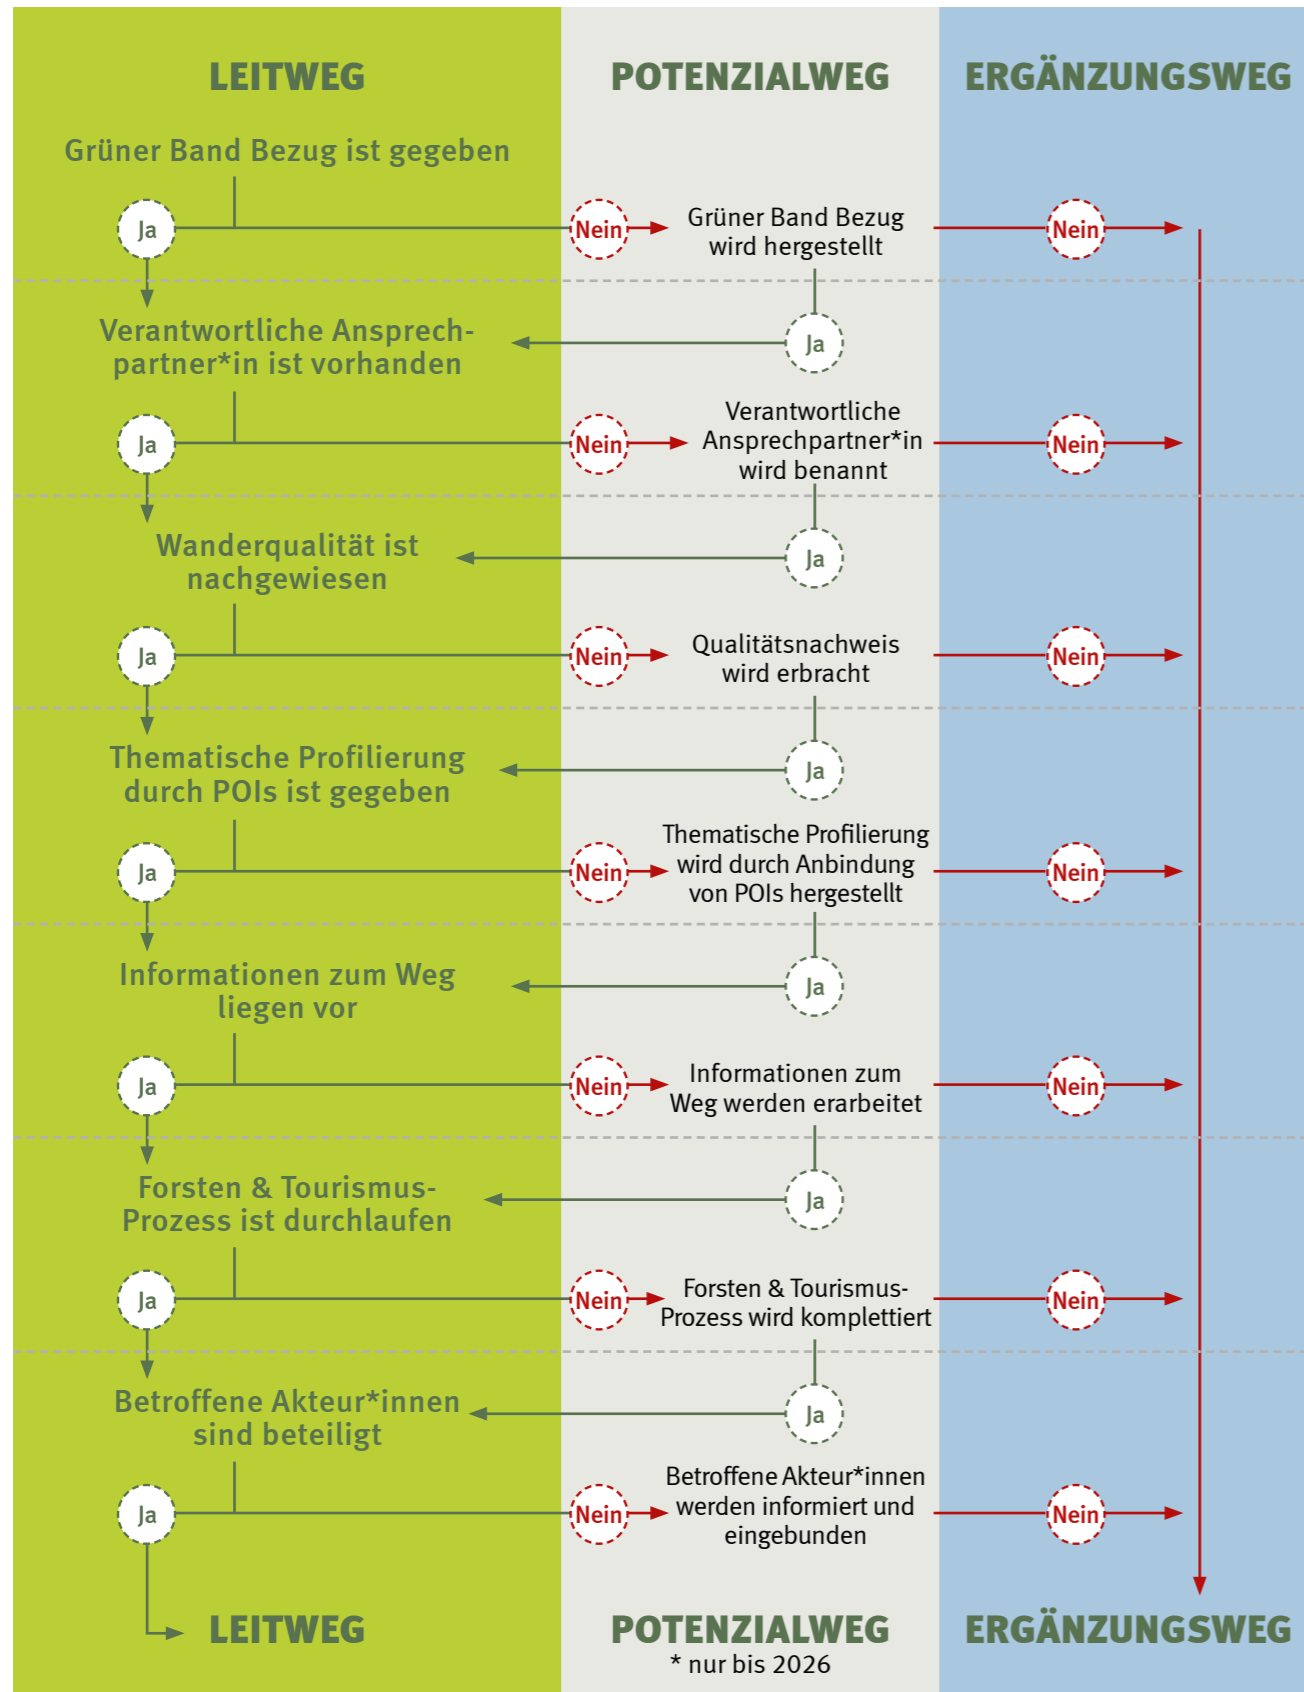 LEITWEG
POTENZIALWEG
ERGÄNZUNGSWEG
Grüner Band Bezug ist gegeben
Ja
Nein
Grüner Band Bezug
wird hergestellt
Nein
Verantwortliche Ansprech-
partner*in ist vorhanden
Ja
Ja
Nein
Verantwortliche
Ansprechpartner*in
wird benannt
Nein
Wanderqualität ist
nachgewiesen
Ja
Ja
Nein
Qualitätsnachweis
wird erbracht
Nein
Thematische Profilierung
durch POIs ist gegeben
Ja
Ja
Nein
Thematische Profilierung
wird durch Anbindung
von POIs hergestellt
Nein
Informationen zum Weg
liegen vor
Ja
Ja
Nein
Informationen zum
Weg werden erarbeitet
Nein
Forsten & Tourismus-
Prozess ist durchlaufen
Ja
Ja
Nein
Forsten & Tourismus-
Prozess wird komplettiert
Nein
Betroffene Akteur*innen
sind beteiligt
Ja
Ja
Nein
Betroffene Akteur*innen
werden informiert und
eingebunden
Nein
LEITWEG
POTENZIALWEG
* nur bis 2026
ERGÄNZUNGSWEG